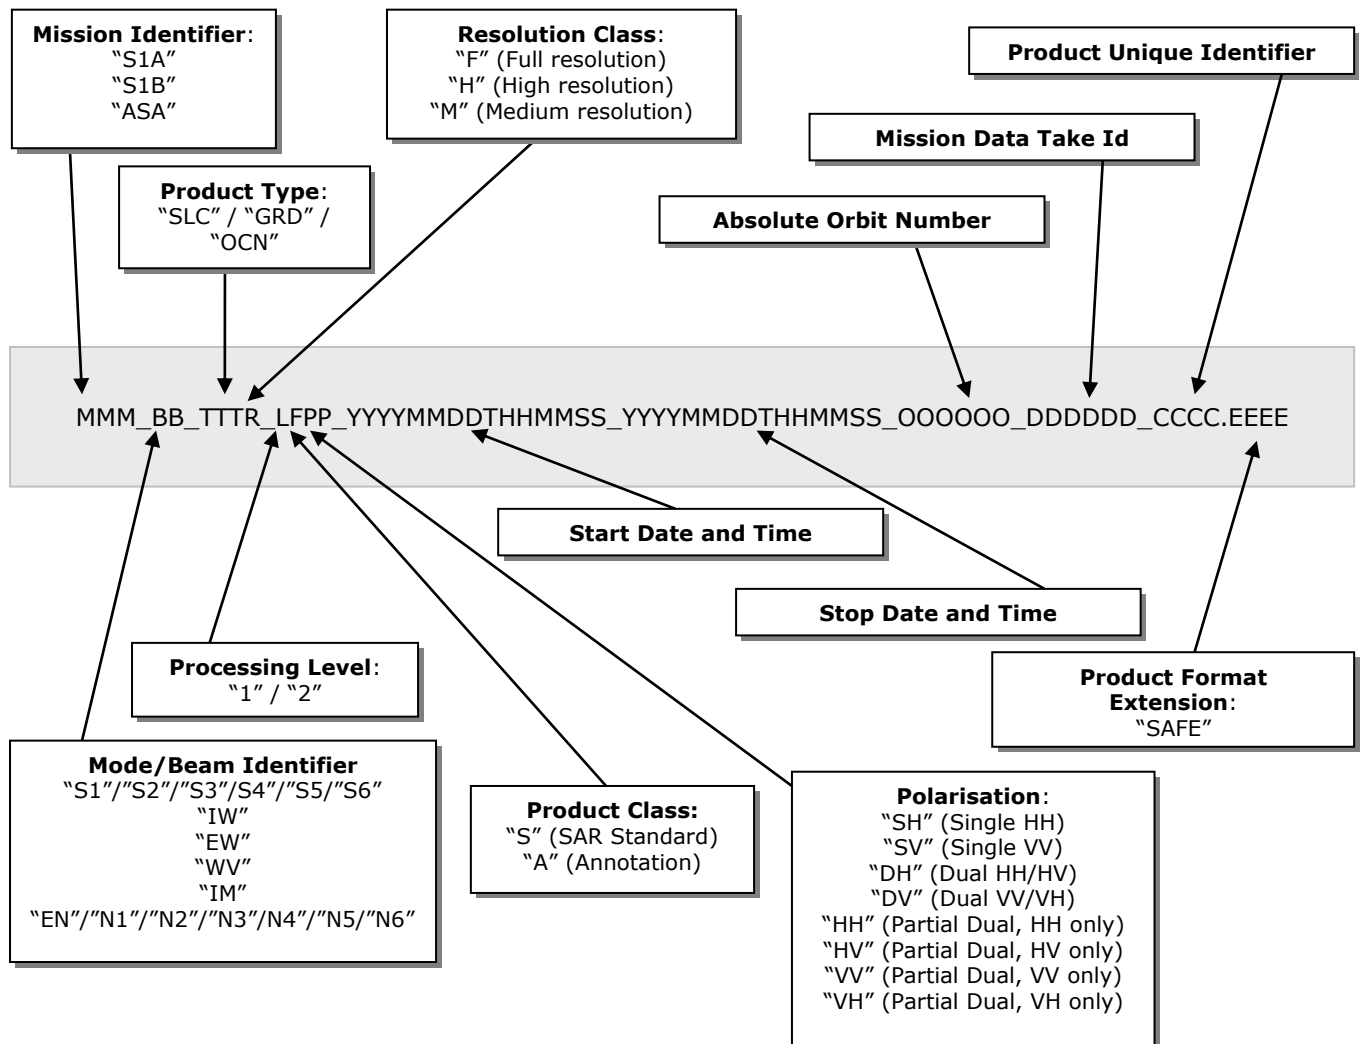 Mission Identifier:
“S1A”
“S1B”
“ASA”
Resolution Class:
“F” (Full resolution)
“H” (High resolution)
“M” (Medium resolution)
Product Unique Identifier
Mission Data Take Id
Product Type:
“SLC” / “GRD” /
“OCN”
Absolute Orbit Number
MMM_BB_TTTR_LFPP_YYYYMMDDTHHMMSS_YYYYMMDDTHHMMSS_OOOOOO_DDDDDD_CCCC.EEEE
Start Date and Time
Stop Date and Time
Processing Level:
“1” / “2”
Product Format
Extension:
“SAFE”
Mode/Beam Identifier
“S1”/”S2”/”S3”/S4”/”S5”/”S6”
“IW”
“EW”
“WV”
“IM”
“EN”/”N1”/”N2”/”N3”/N4”/”N5”/”N6”
Product Class:
“S” (SAR Standard)
“A” (Annotation)
Polarisation:
“SH” (Single HH)
“SV” (Single VV)
“DH” (Dual HH/HV)
“DV” (Dual VV/VH)
“HH” (Partial Dual, HH only)
“HV” (Partial Dual, HV only)
“VV” (Partial Dual, VV only)
“VH” (Partial Dual, VH only)